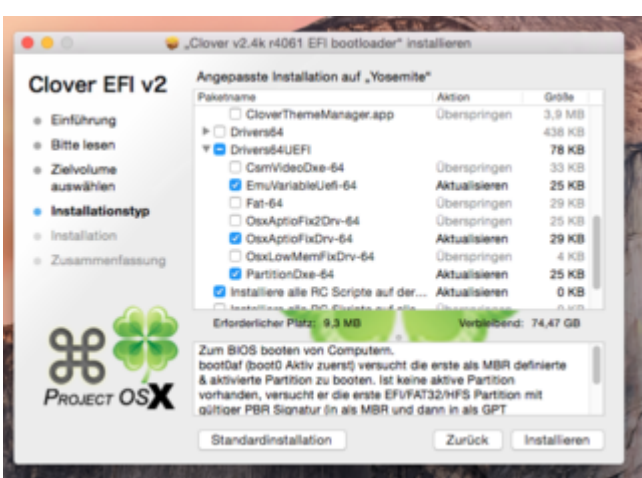 „Clover v2.4k r4061 EFI bootloader“ installieren
Clover EFI v2
Einführung
Bitte lesen
Zielvolume
auswählen
Installationstyp
Installation
Zusammenfassung
PROJECT OSX
Angepasste Installation auf „Yosemite“
Paketname Aktion Größe
CloverThemeManager.app Überspringen 3,9 MB
Drivers64 438 KB
Drivers64UEFI 78 KB
CsmVideoDxe-64 Überspringen 33 KB
EmuVariableUefi-64 Aktualisieren 25 KB
Fat-64 Überspringen 29 KB
OsxAptioFix2Drv-64 Überspringen 25 KB
OsxAptioFixDrv-64 Aktualisieren 29 KB
OsxLowMemFixDrv-64 Überspringen 4 KB
PartitionDxe-64 Aktualisieren 25 KB
Installiere alle RC Scripte auf der... Aktualisieren 0 KB
Erforderlicher Platz: 9,3 MB Verbleibend: 74,47 GB
Zum BIOS booten von Computern.
boot0af (boot0 Aktiv zuerst) versucht die erste als MBR definierte
& aktivierte Partition zu booten. Ist keine aktive Partition
vorhanden, versucht er die erste EFI/FAT32/HFS Partition mit
gültiger PBR Signatur (in als MBR und dann in als GPT
Standardinstallation Zurück Installieren